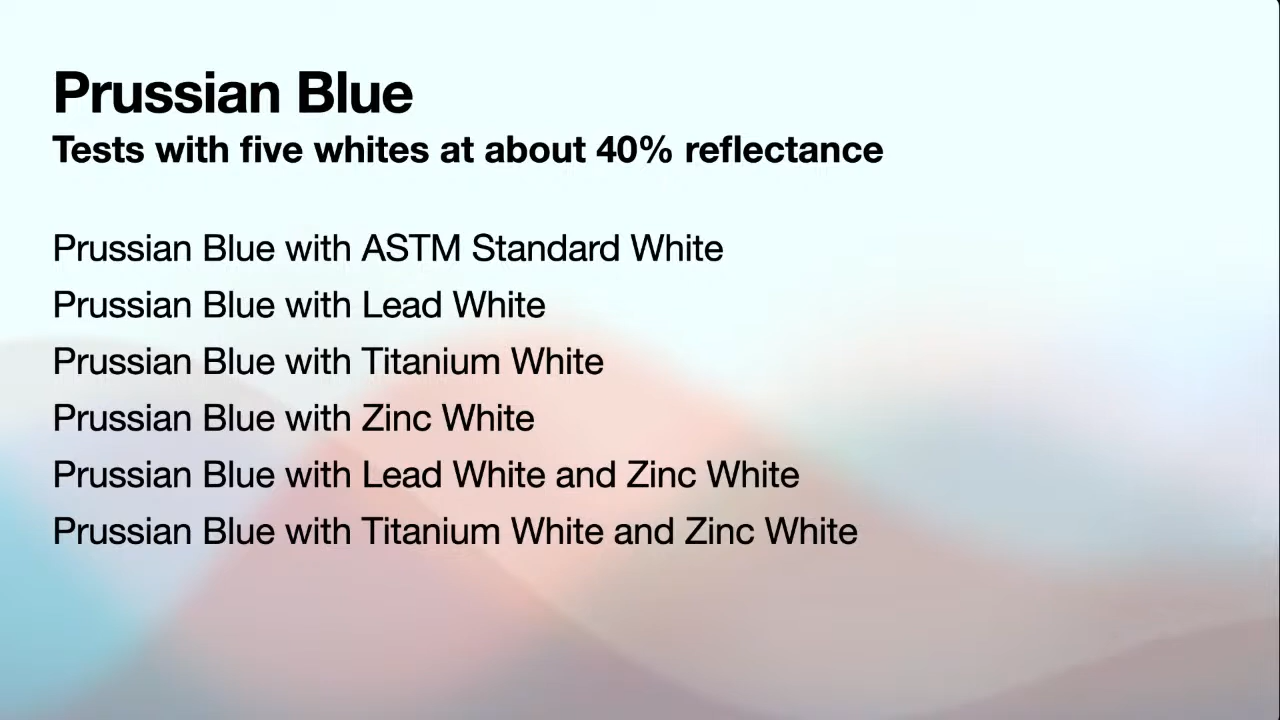 Prussian Blue
Tests with five whites at about 40% reflectance
Prussian Blue with ASTM Standard White
Prussian Blue with Lead White
Prussian Blue with Titanium White
Prussian Blue with Zinc White
Prussian Blue with Lead White and Zinc White
Prussian Blue with Titanium White and Zinc White